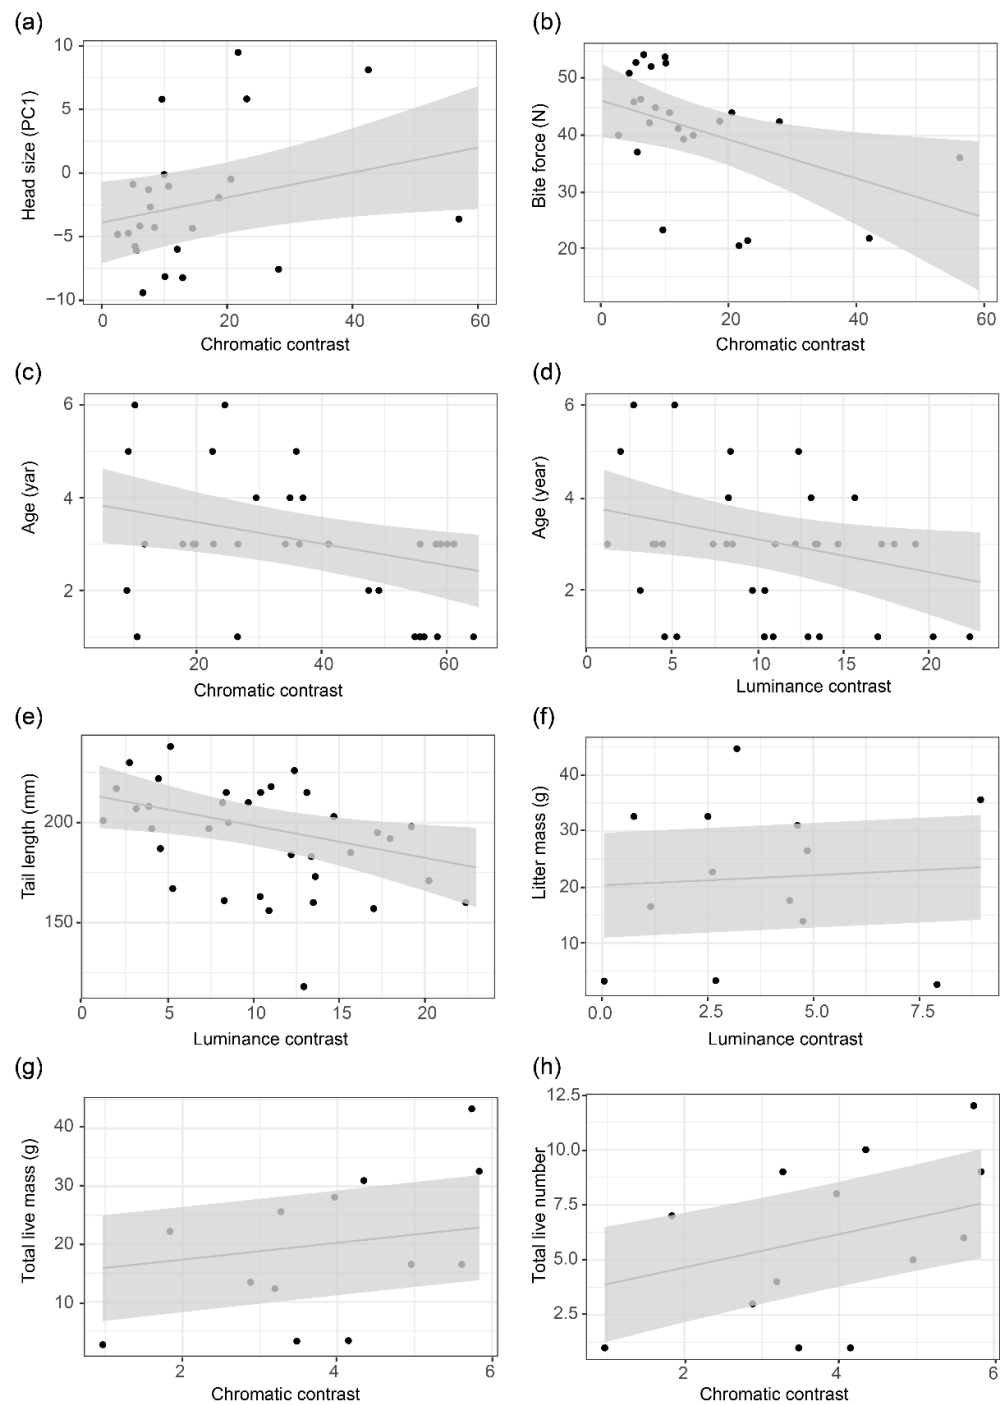 (a)
10
5
0
−5
−10
Head size (PC1)
0 20 40 60
Chromatic contrast
(b)
50
40
30
20
Bite force (N)
0 20 40 60
Chromatic contrast
(c)
6
4
2
Age (yar)
20 40 60
Chromatic contrast
(d)
6
4
2
Age (year)
0 5 10 15 20
Luminance contrast
(e)
200
150
Tail length (mm)
0 5 10 15 20
Luminance contrast
(f)
40
30
20
10
Litter mass (g)
0.0 2.5 5.0 7.5
Luminance contrast
(g)
40
30
20
10
Total live mass (g)
2 4 6
Chromatic contrast
(h)
12.5
10.0
7.5
5.0
2.5
Total live number
2 4 6
Chromatic contrast